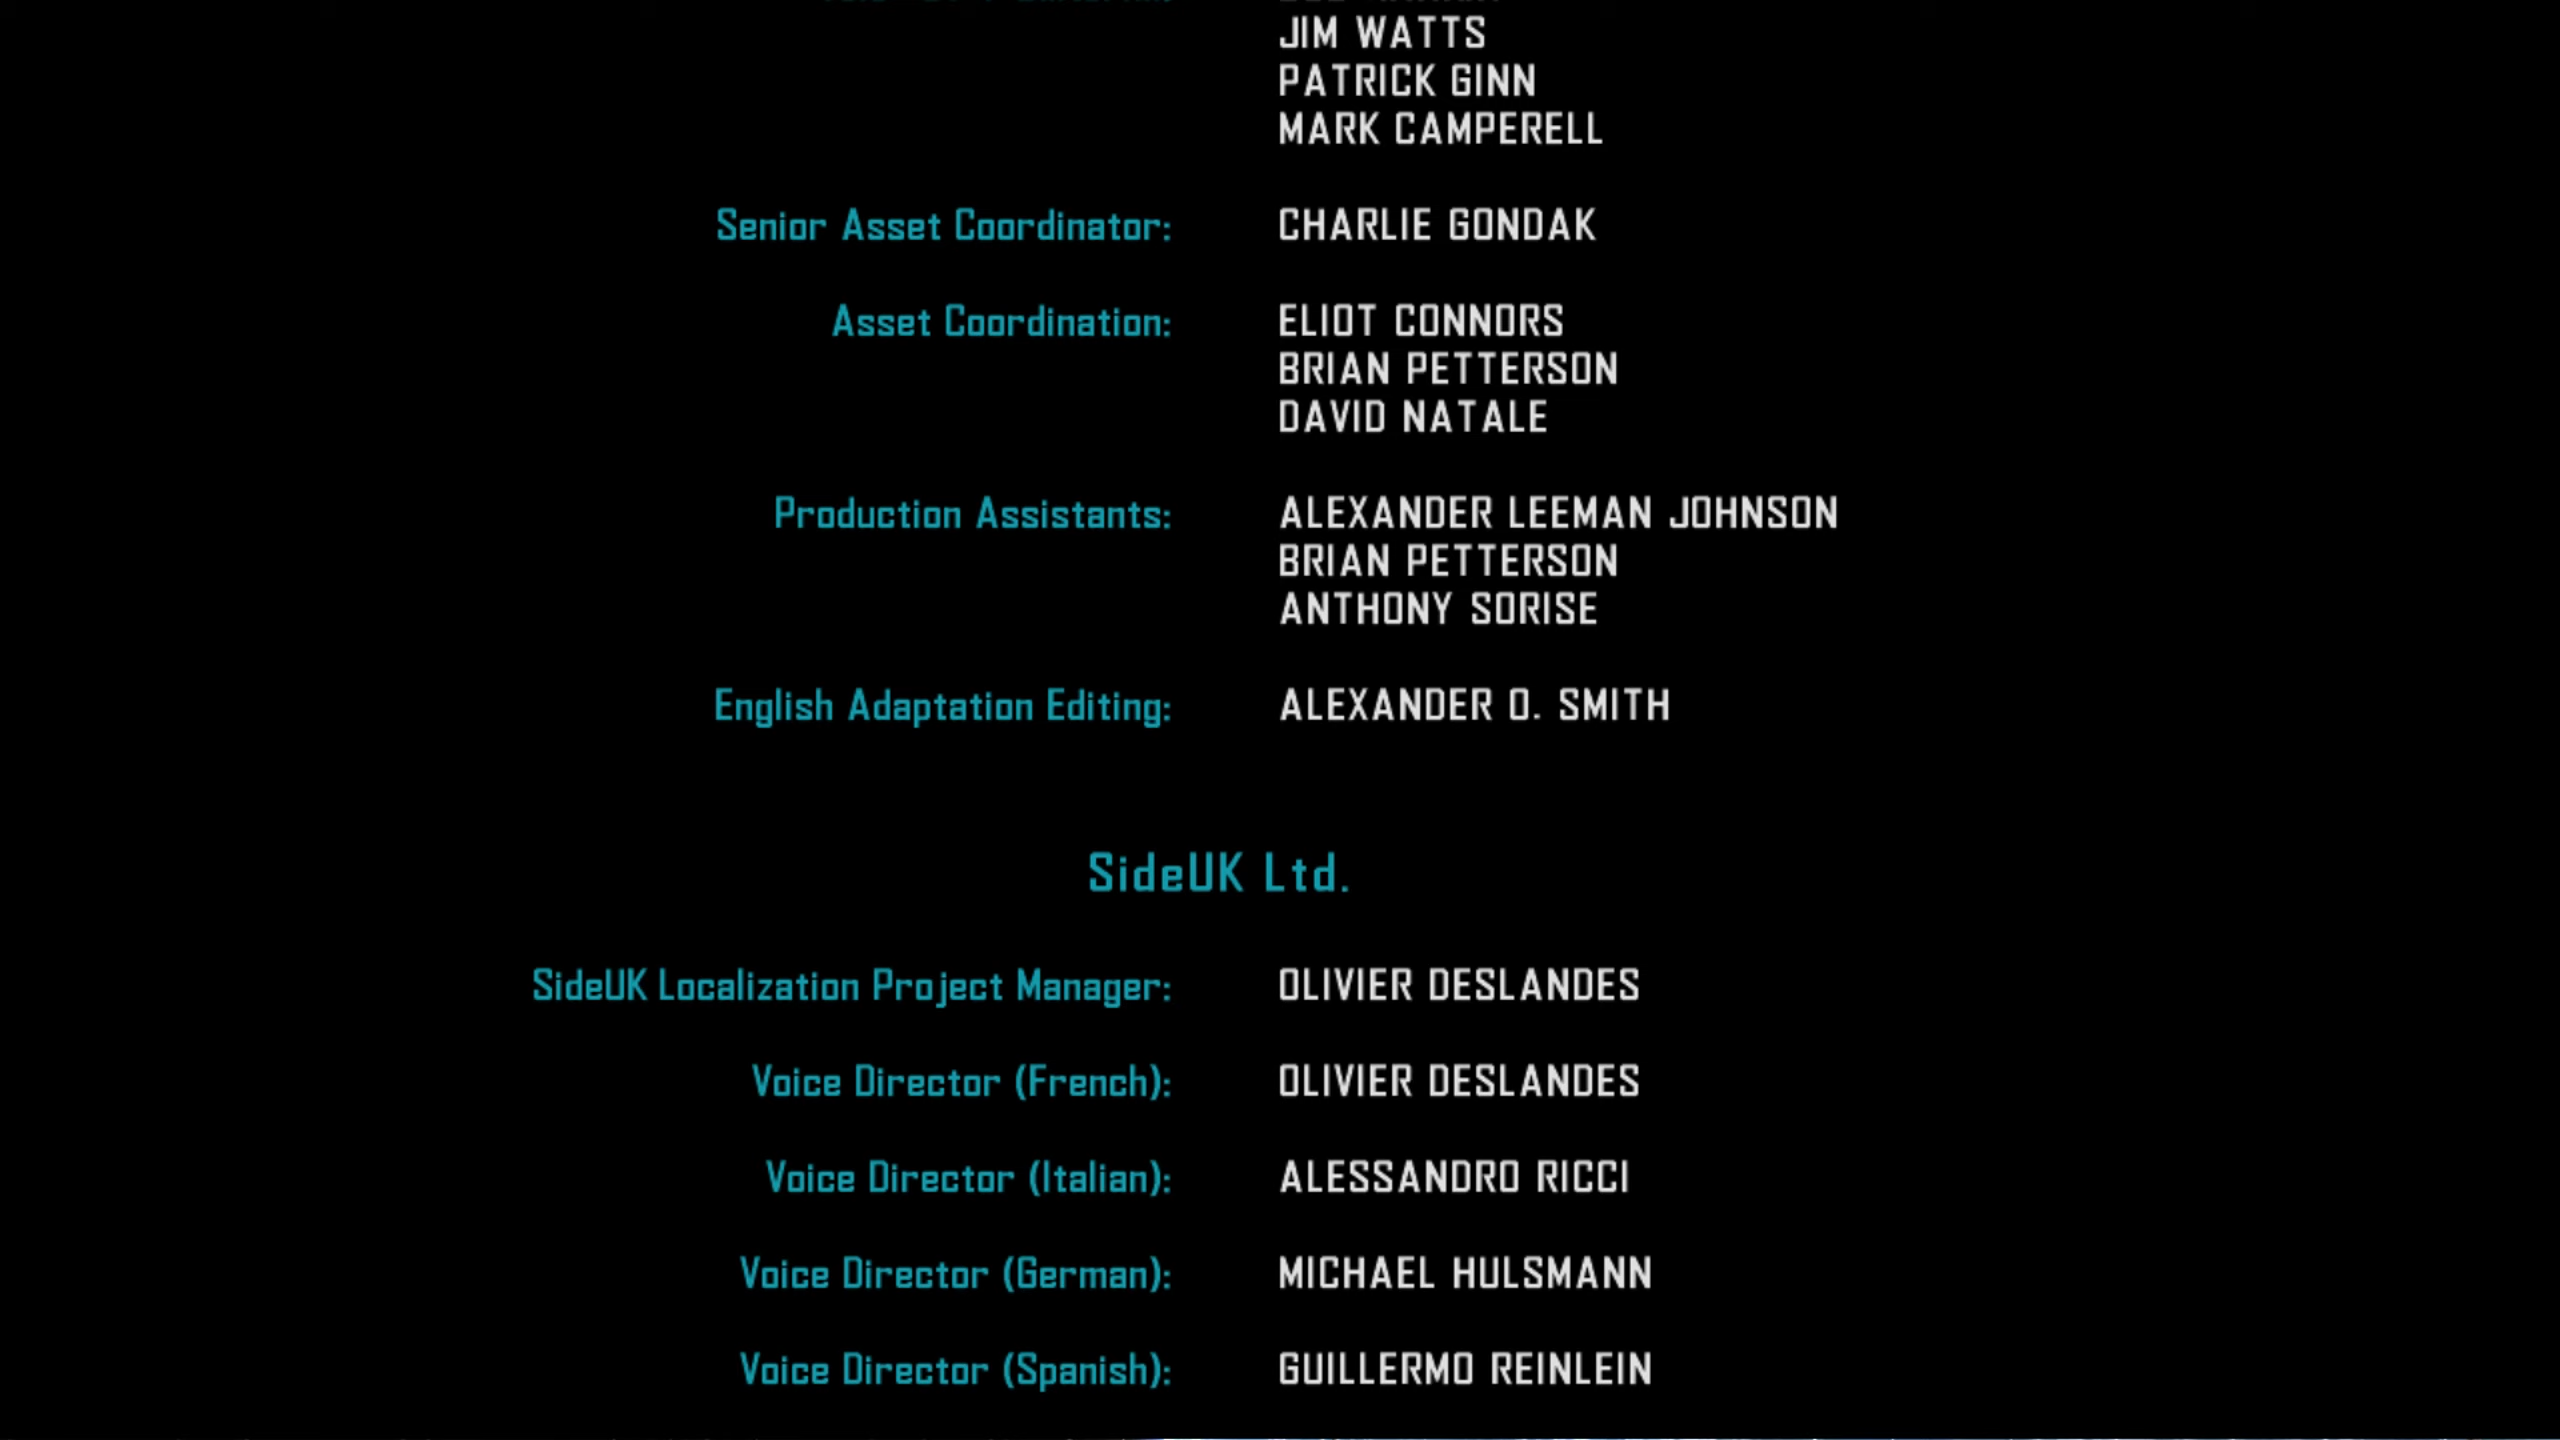 JIM WATTS
PATRICK GINN
MARK CAMPERELL
Senior Asset Coordinator: CHARLIE GONDAK
Asset Coordination: ELIOT CONNORS
BRIAN PETTERSON
DAVID NATALE
Production Assistants: ALEXANDER LEEMAN JOHNSON
BRIAN PETTERSON
ANTHONY SORISE
English Adaptation Editing: ALEXANDER O. SMITH
SideUK Ltd.
SideUK Localization Project Manager: OLIVIER DESLANDES
Voice Director (French): OLIVIER DESLANDES
Voice Director (Italian): ALESSANDRO RICCI
Voice Director (German): MICHAEL HULSMANN
Voice Director (Spanish): GUILLERMO REINLEIN